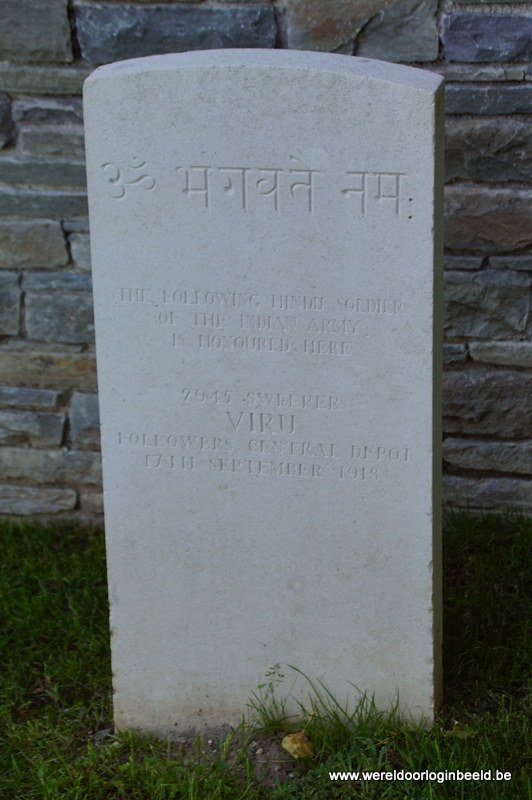 ॐ भगवते नम
THE FOLLOWING HINDU SOLDIER
OF THE INDIAN ARMY
IS HONOURED HERE
2945 SWEEPER
VIRU
FOLLOWERS CENTRAL DEPOT
17TH SEPTEMBER 1918
www.wereldoorloginbeeld.be